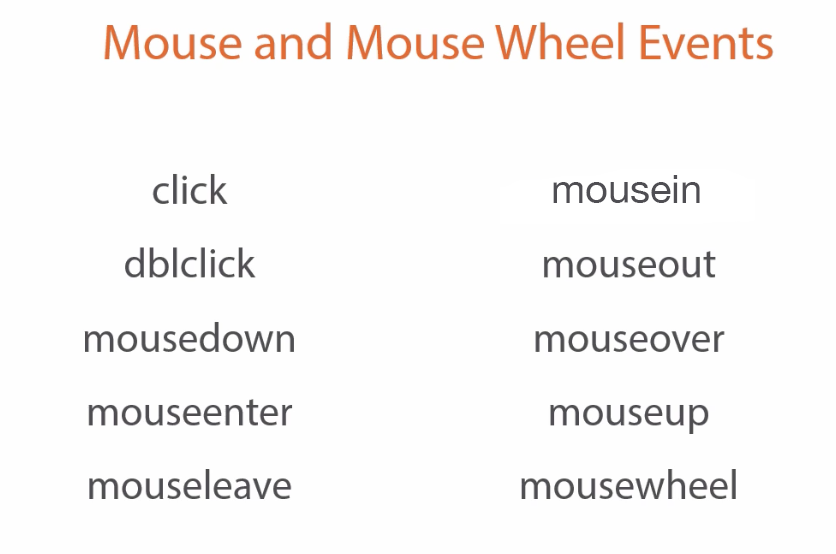 Mouse and Mouse Wheel Events
click
dblclick
mousedown
mouseenter
mouseleave
mousein
mouseout
mouseover
mouseup
mousewheel